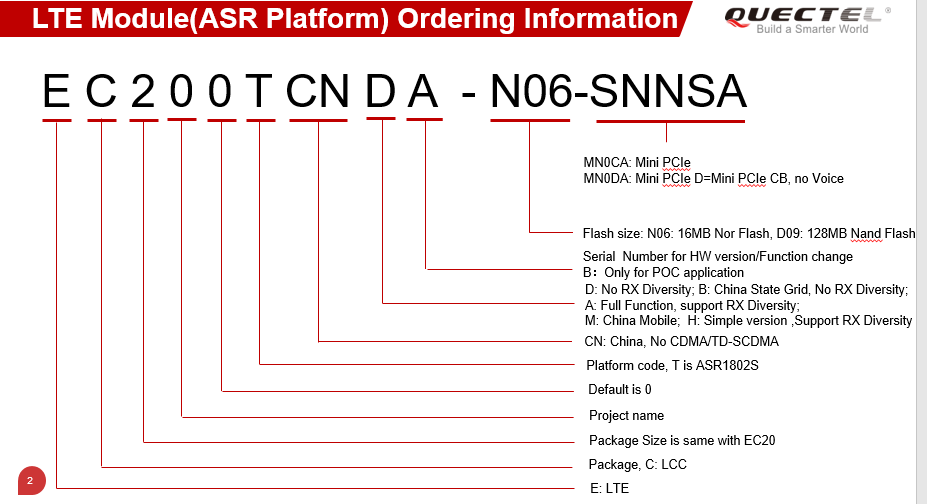 LTE Module(ASR Platform) Ordering Information
QUECTEL®
Build a Smarter World
E C 2 0 0 T CN D A - N06-SNNSA
MN0CA: Mini PCIe
MN0DA: Mini PCIe D=Mini PCIe CB, no Voice
Flash size: N06: 16MB Nor Flash, D09: 128MB Nand Flash
Serial Number for HW version/Function change
B：Only for POC application
D: No RX Diversity; B: China State Grid, No RX Diversity;
A: Full Function, support RX Diversity;
M: China Mobile; H: Simple version ,Support RX Diversity
CN: China, No CDMA/TD-SCDMA
Platform code, T is ASR1802S
Default is 0
Project name
Package Size is same with EC20
Package, C: LCC
E: LTE
2